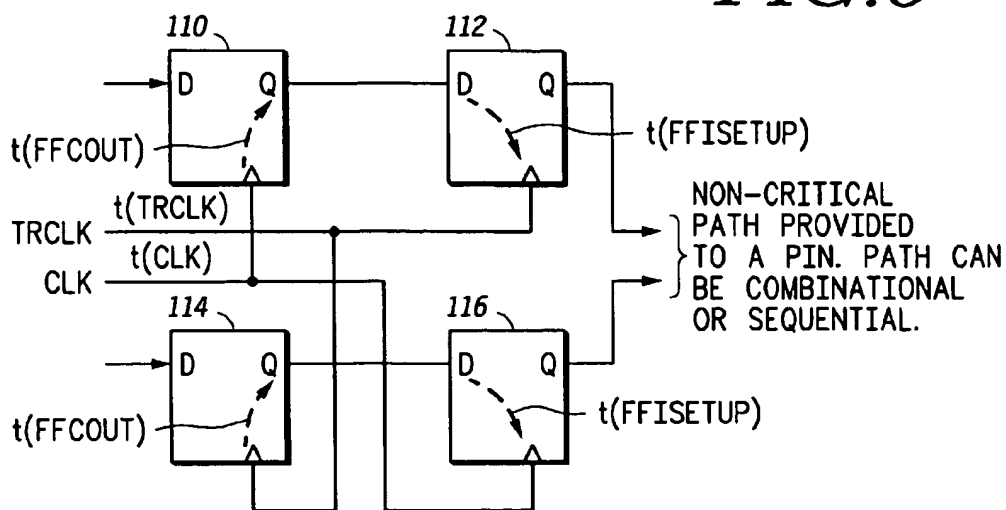 FIG.
110
112
D Q
D Q
t(FFCOUT)
t(FFISETUP)
t(TRCLK)
TRCLK
t(CLK)
CLK
NON-CRITICAL
PATH PROVIDED
TO A PIN. PATH CAN
BE COMBINATIONAL
OR SEQUENTIAL.
114
116
D Q
D Q
t(FFCOUT)
t(FFISETUP)